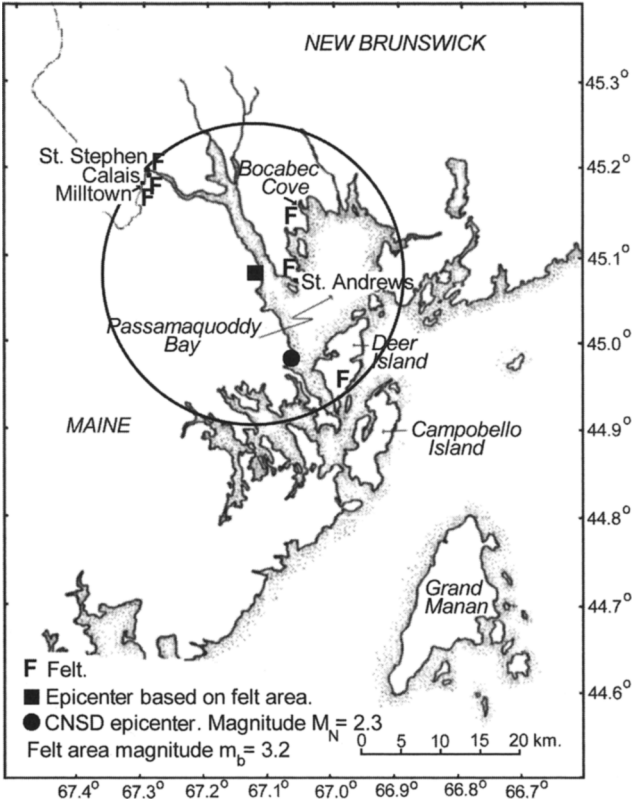 NEW BRUNSWICK
45.3°
St. Stephen F
Calais
F
Milltown F
Bocabec
Cove
F
45.2°
F
St. Andrews
45.1°
Passamaquoddy
Bay
Deer
Island
F
45.0°
MAINE
Campobello
Island
44.9°
44.8°
Grand
Manan
44.7°
44.6°
F Felt.
Epicenter based on felt area.
CNSD epicenter. Magnitude MN= 2.3
Felt area magnitude mb= 3.2
0 5 10 15 20 km.
67.4° 67.3° 67.2° 67.1° 67.0° 66.9° 66.8° 66.7°